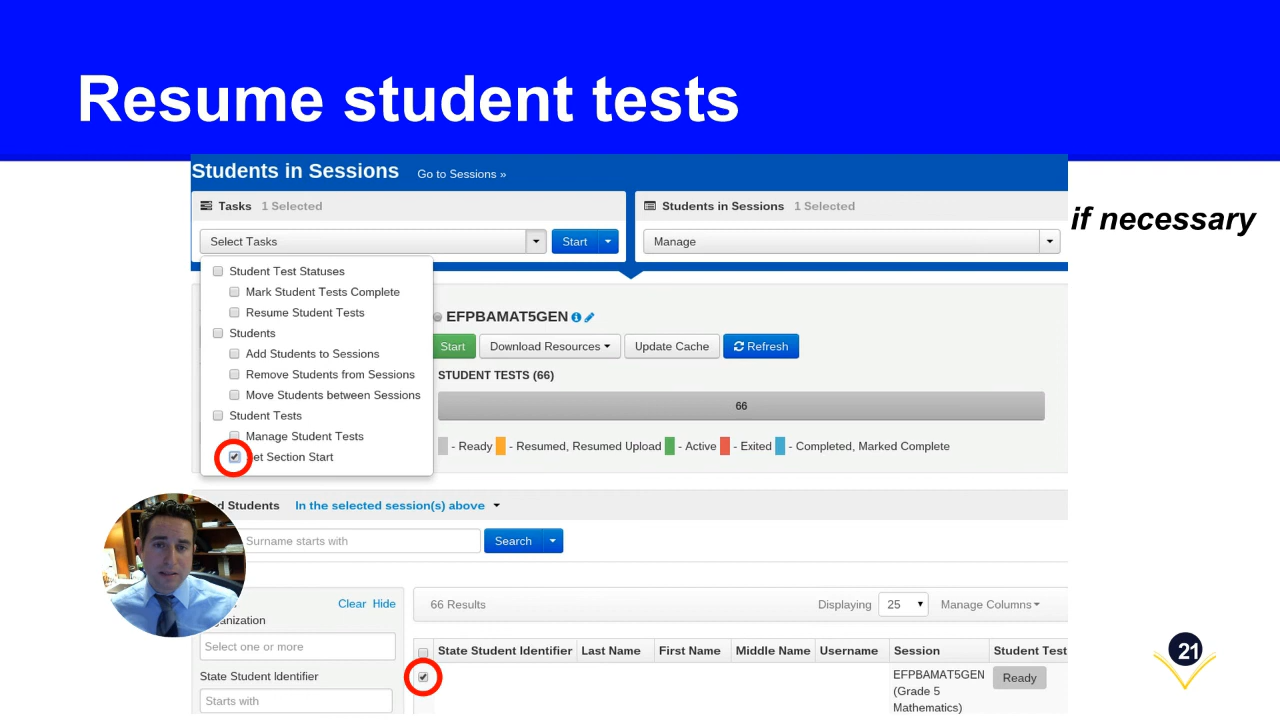 Resume student tests
Students in Sessions Go to Sessions »
Tasks 1 Selected
Students in Sessions 1 Selected
if necessary
Select Tasks
Start
Manage
Student Test Statuses
Mark Student Tests Complete
Resume Student Tests
Students
Add Students to Sessions
Remove Students from Sessions
Move Students between Sessions
Student Tests
Manage Student Tests
et Section Start
EFPBAMAT5GEN
Start Download Resources Update Cache Refresh
STUDENT TESTS (66)
66
- Ready - Resumed, Resumed Upload - Active - Exited - Completed, Marked Complete
d Students In the selected session(s) above
Surname starts with
Search
Clear Hide
ganization
Select one or more
State Student Identifier
Starts with
66 Results Displaying 25 Manage Columns
State Student Identifier Last Name First Name Middle Name Username Session Student Test
EFPBAMAT5GEN
(Grade 5
Mathematics)
Ready
21